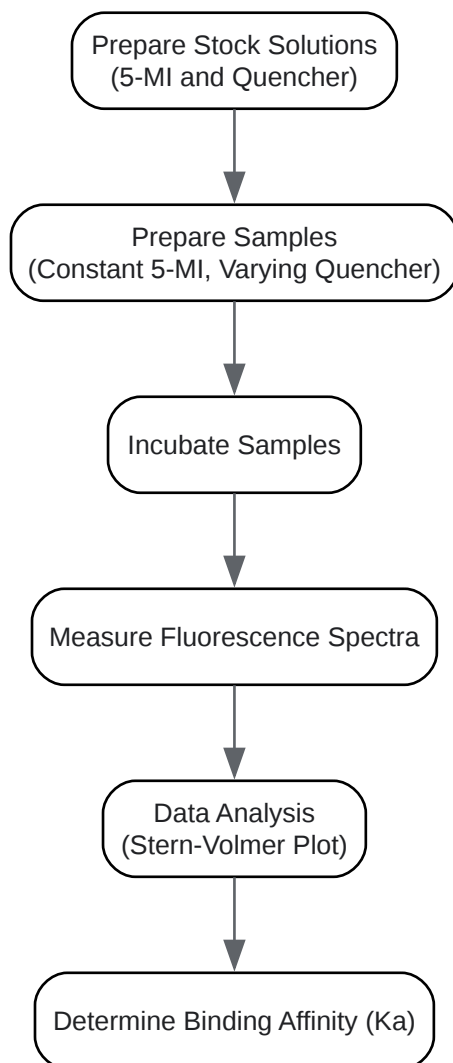 Prepare Stock Solutions
(5-MI and Quencher)
Prepare Samples
(Constant 5-MI, Varying Quencher)
Incubate Samples
Measure Fluorescence Spectra
Data Analysis
(Stern-Volmer Plot)
Determine Binding Affinity (Ka)